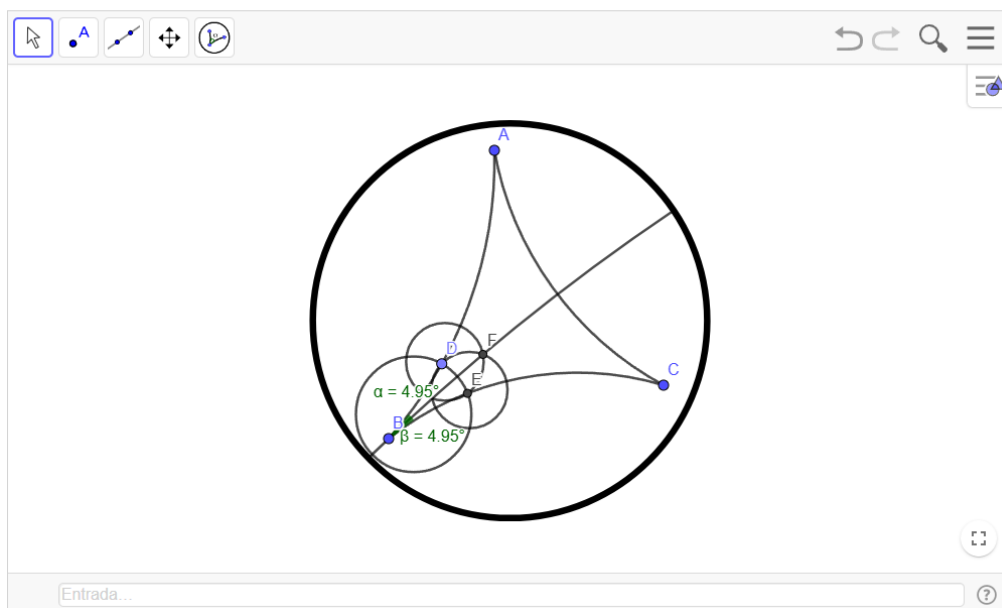 A
A
D
F
E
C
α = 4.95°
B
β = 4.95°
Entrada...